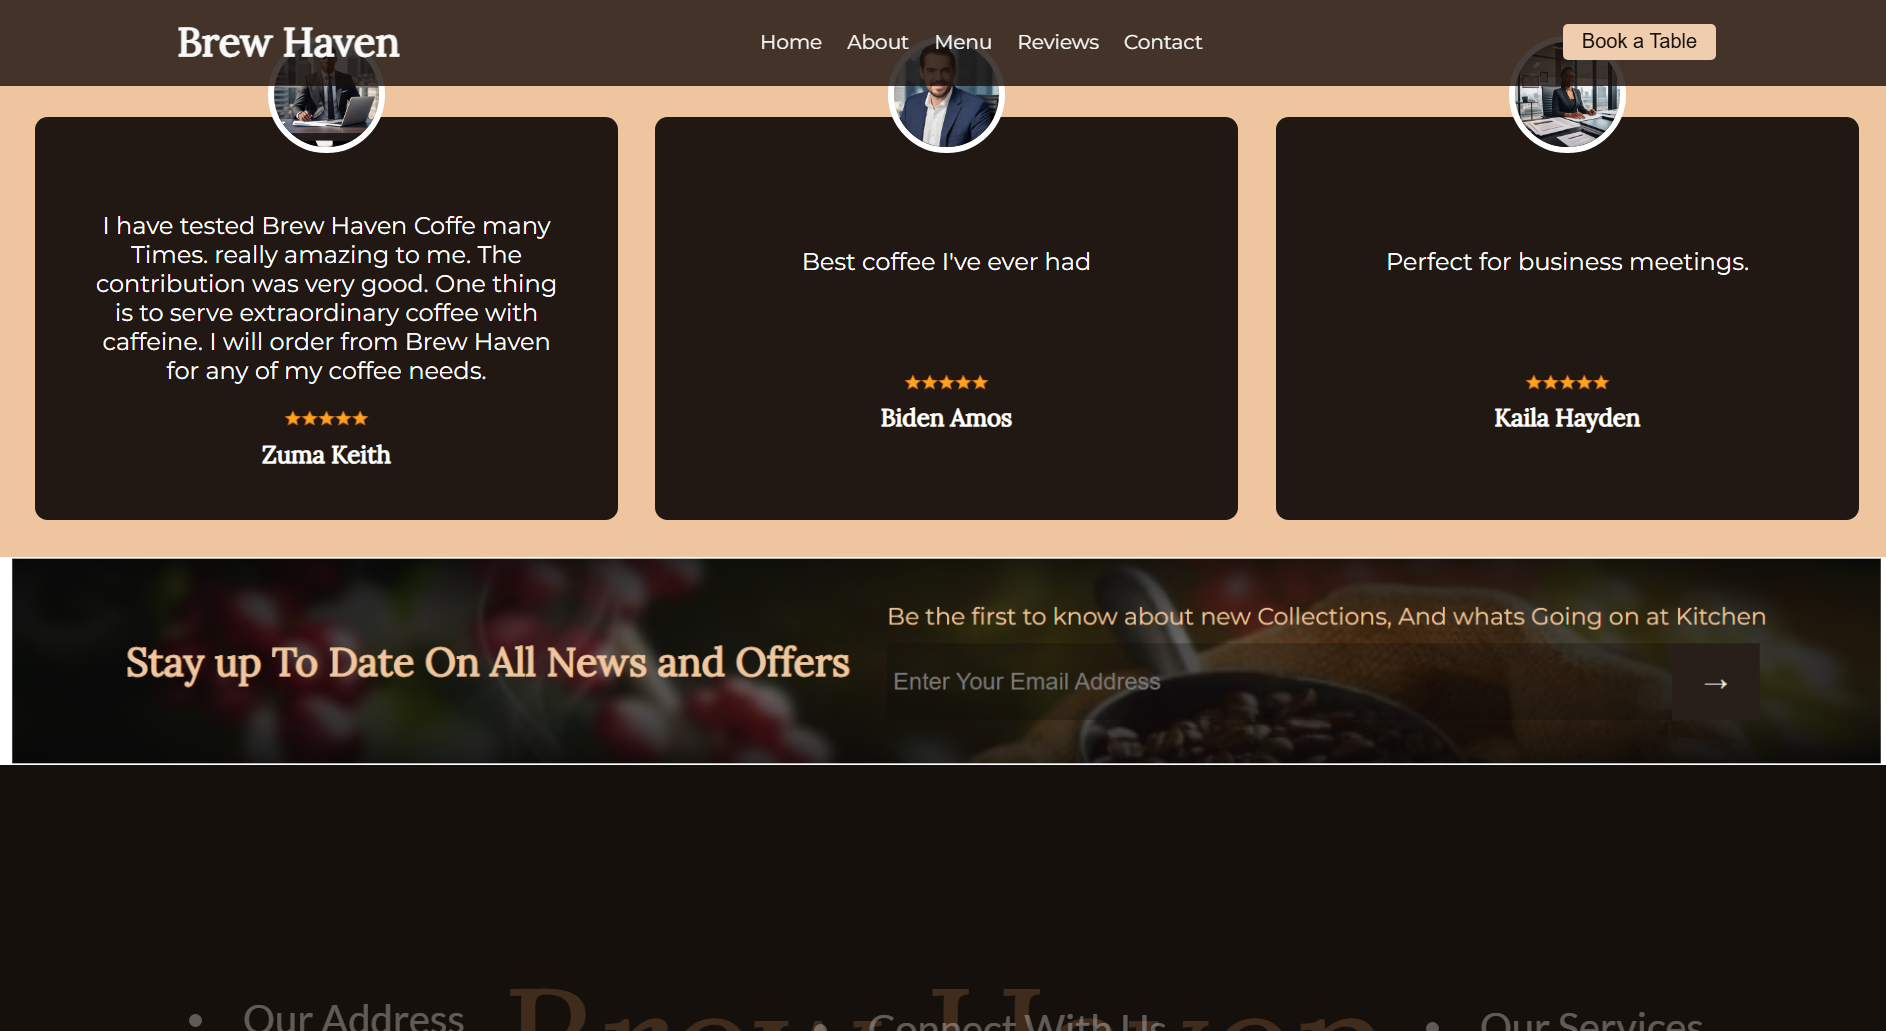 Brew Haven
Home About Menu Reviews Contact
Book a Table
I have tested Brew Haven Coffe many
Times. really amazing to me. The
contribution was very good. One thing
is to serve extraordinary coffee with
caffeine. I will order from Brew Haven
for any of my coffee needs.
Zuma Keith
Best coffee I've ever had
Biden Amos
Perfect for business meetings.
Kaila Hayden
Stay up To Date On All News and Offers
Be the first to know about new Collections, And whats Going on at Kitchen
Enter Your Email Address
→
Brew Haven
Our Address
Connect With Us
Our Services